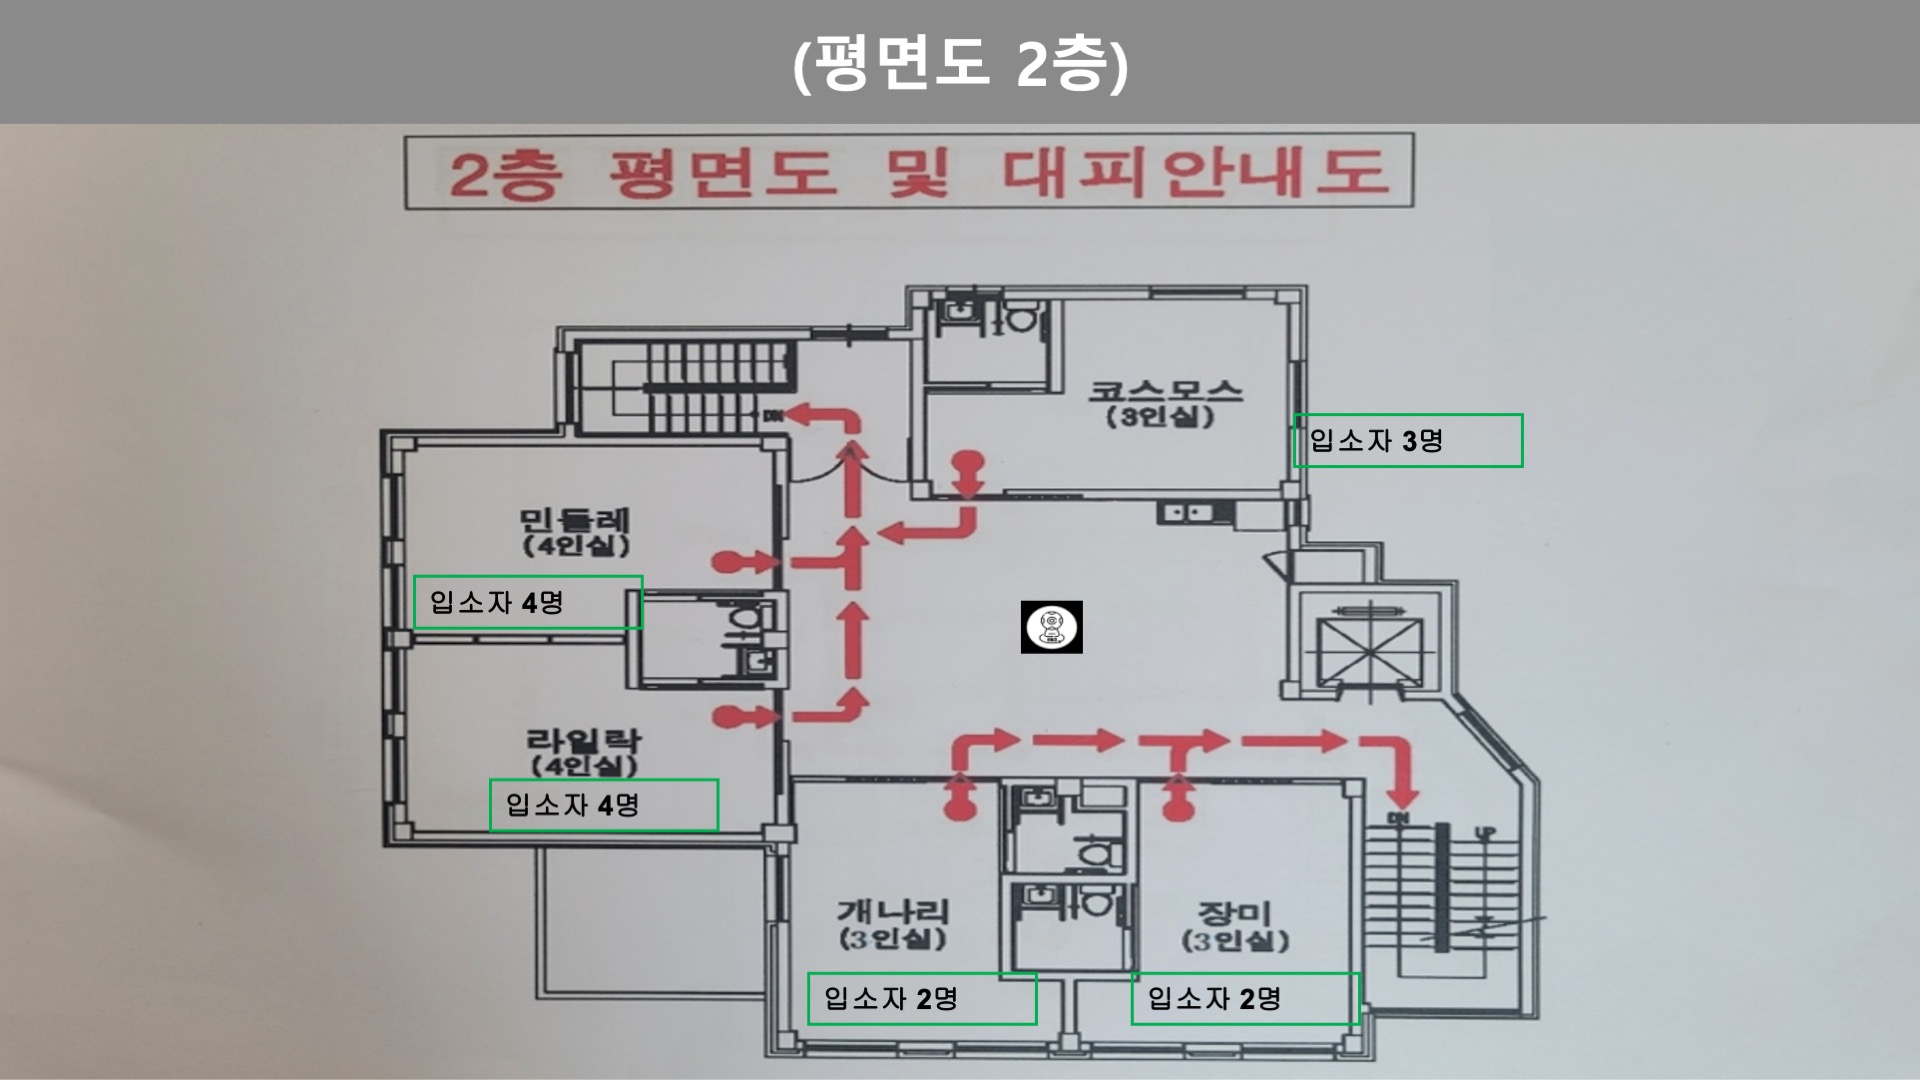 (평면도 2층)
2층 평면도 및 대피안내도
코스모스
(3인실)
입소자 3명
DN
민들레
(4인실)
입소자 4명
라일락
(4인실)
입소자 4명
DN
UP
개나리
(3인실)
장미
(3인실)
입소자 2명
입소자 2명